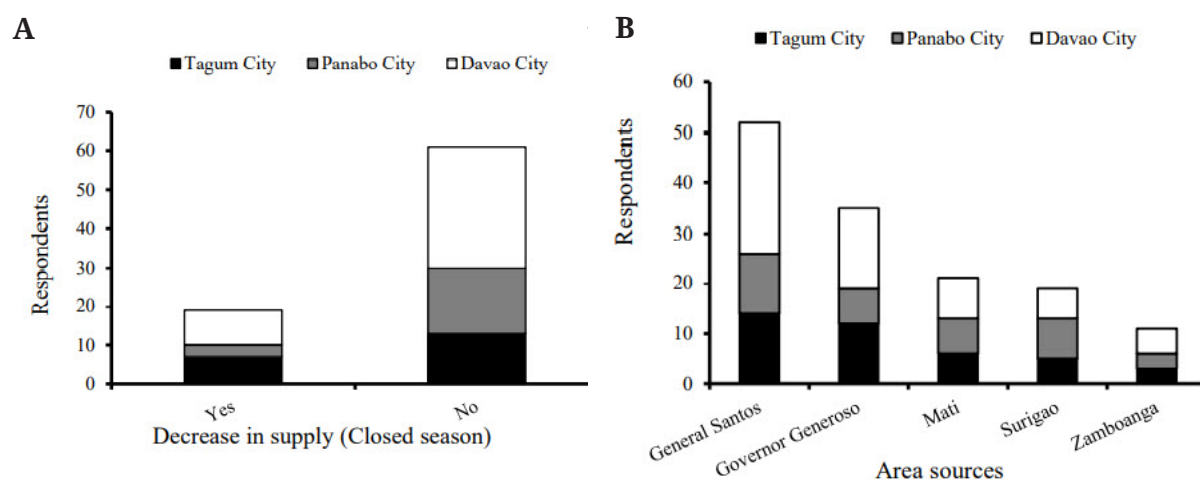 A
Tagum City Panabo City Davao City
70
60
50
40
30
20
10
0
Respondents
Yes No
Decrease in supply (Closed season)
B
Tagum City Panabo City Davao City
60
50
40
30
20
10
0
Respondents
General Santos Governor Generoso Mati Surigao Zamboanga
Area sources